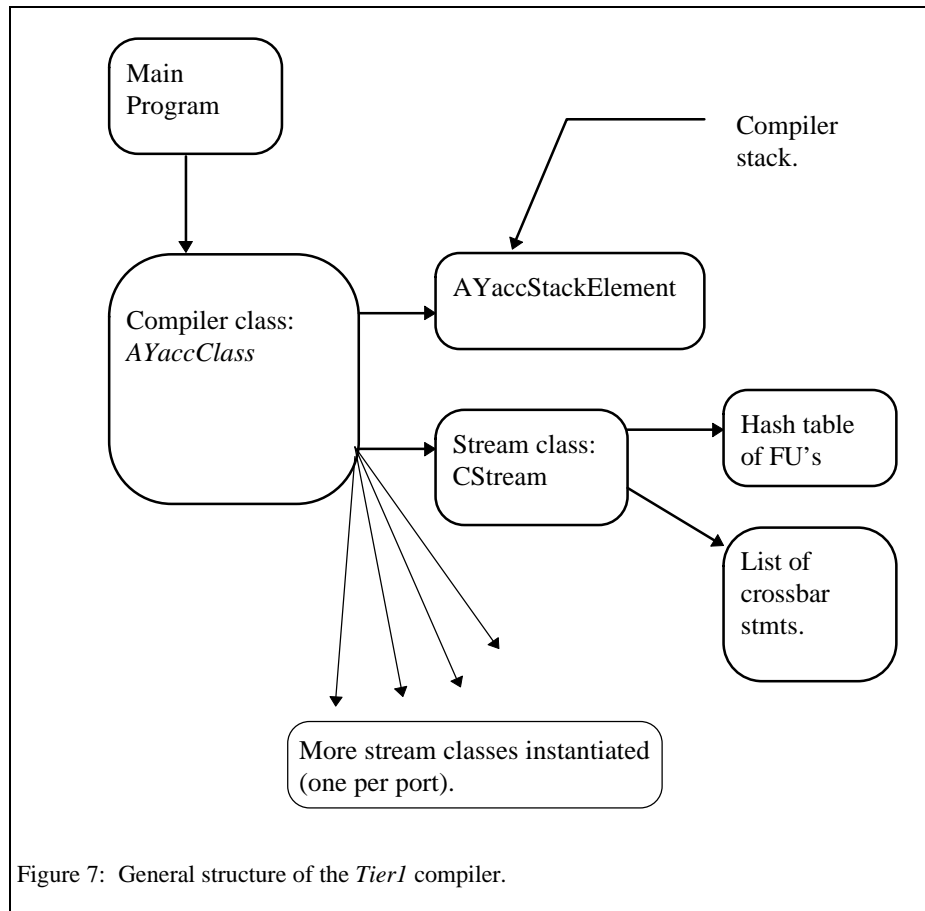 Main
Program
Compiler
stack.
AYaccStackElement
Compiler class:
AYaccClass
Stream class:
CStream
Hash table
of FU's
List of
crossbar
stmts.
More stream classes instantiated
(one per port).
Figure 7: General structure of the Tier1 compiler.